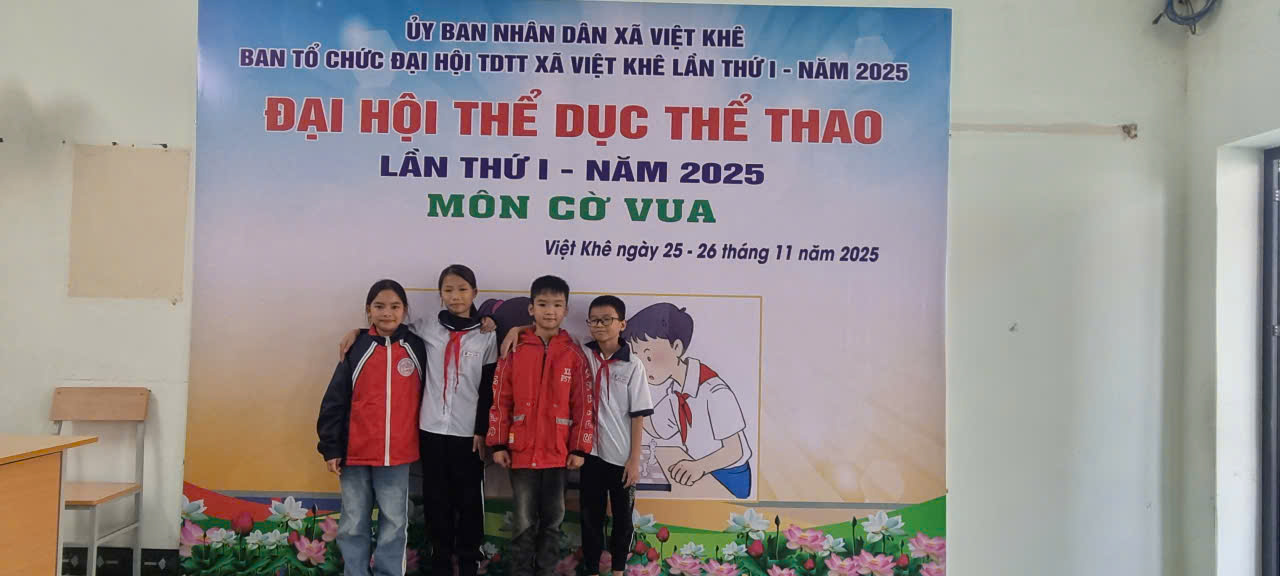 ỦY BAN NHÂN DÂN XÃ VIỆT KHÊ
BAN TỔ CHỨC ĐẠI HỘI TDTT XÃ VIỆT KHÊ LẦN THỨ I - NĂM 2025
ĐẠI HỘI THỂ DỤC THỂ THAO
LẦN THỨ I - NĂM 2025
MÔN CỜ VUA
Việt Khê ngày 25 - 26 tháng 11 năm 2025